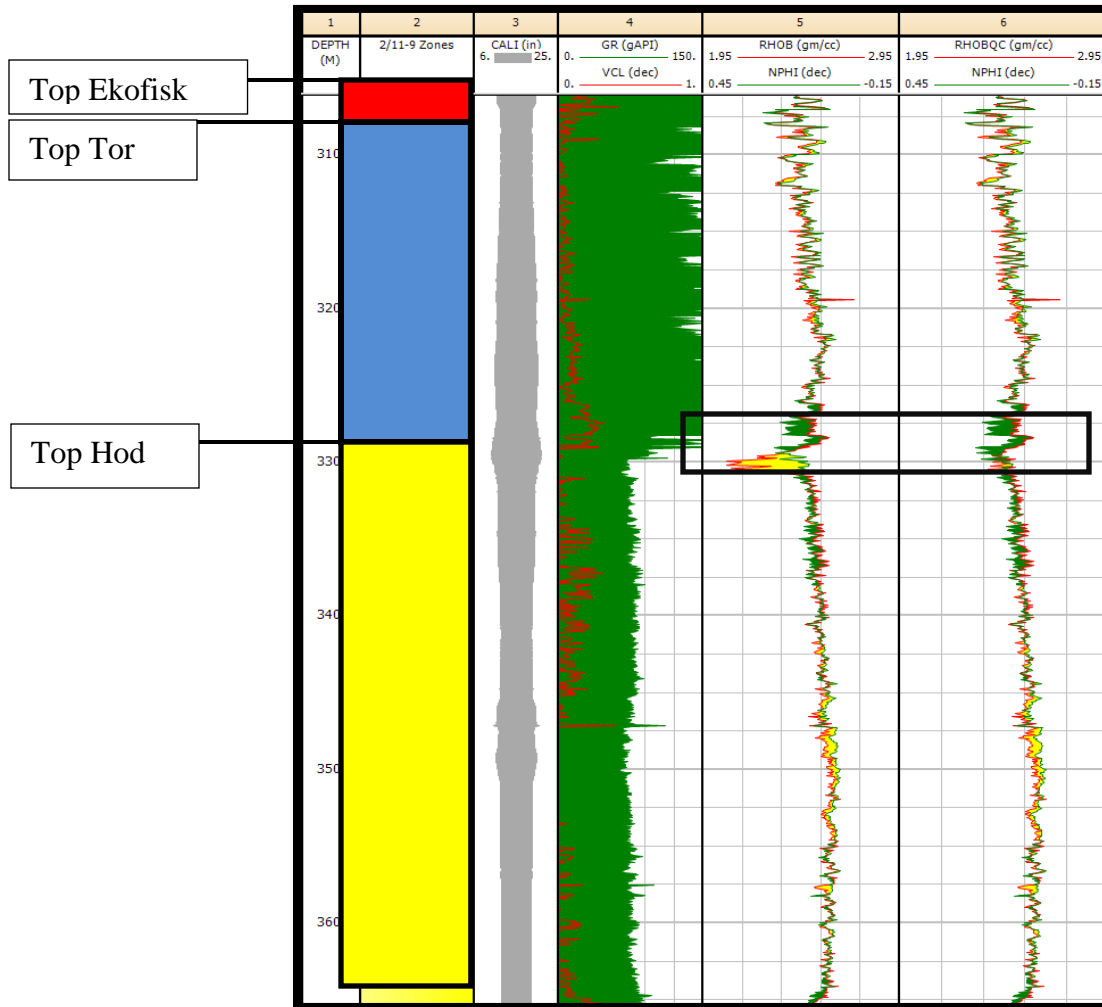 1 2 3 4 5 6
DEPTH (M) 2/11-9 Zones CALI (in) GR (gAPI) RHOB (gm/cc) RHOBQC (gm/cc)
6. 25. 0. 150. 1.95 2.95 1.95 2.95
VCL (dec) NPHI (dec) NPHI (dec)
0. 1. 0.45 -0.15 0.45 -0.15
Top Ekofisk
Top Tor
310
320
Top Hod
330
340
350
360